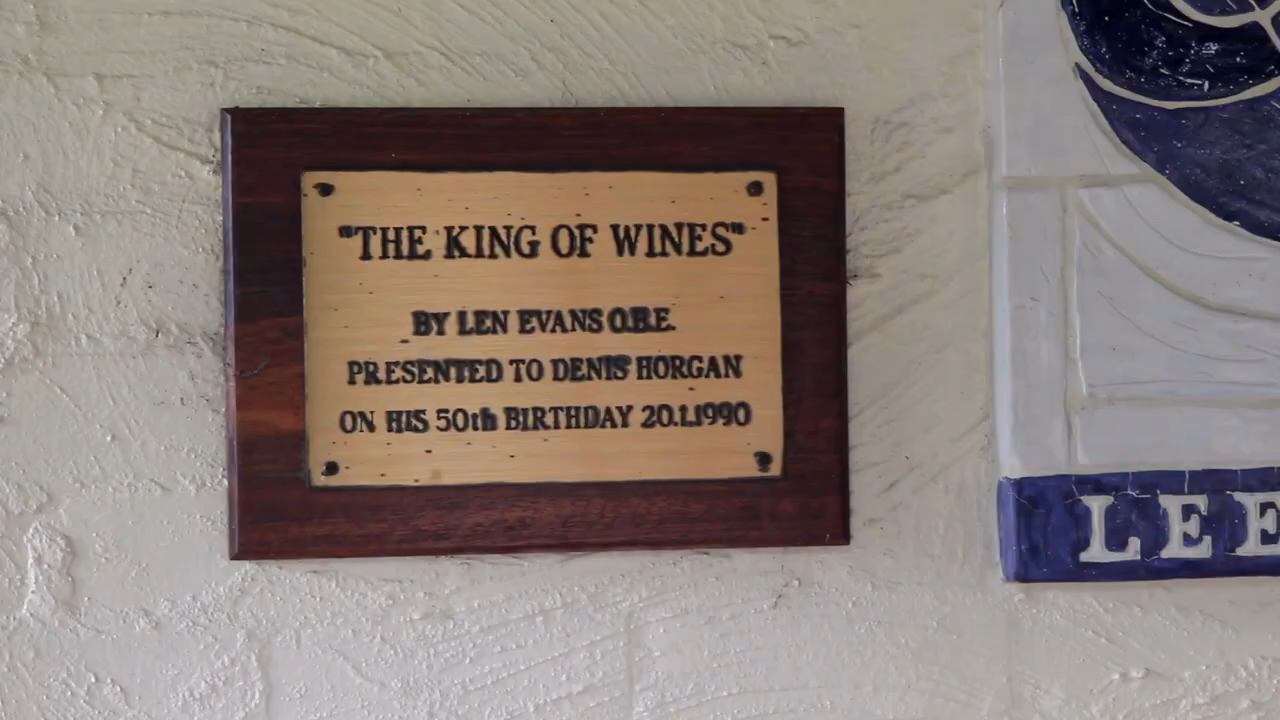 "THE KING OF WINES"
BY LEN EVANS O.B.E.
PRESENTED TO DENIS HORGAN
ON HIS 50th BIRTHDAY 20.1.1990
LEE